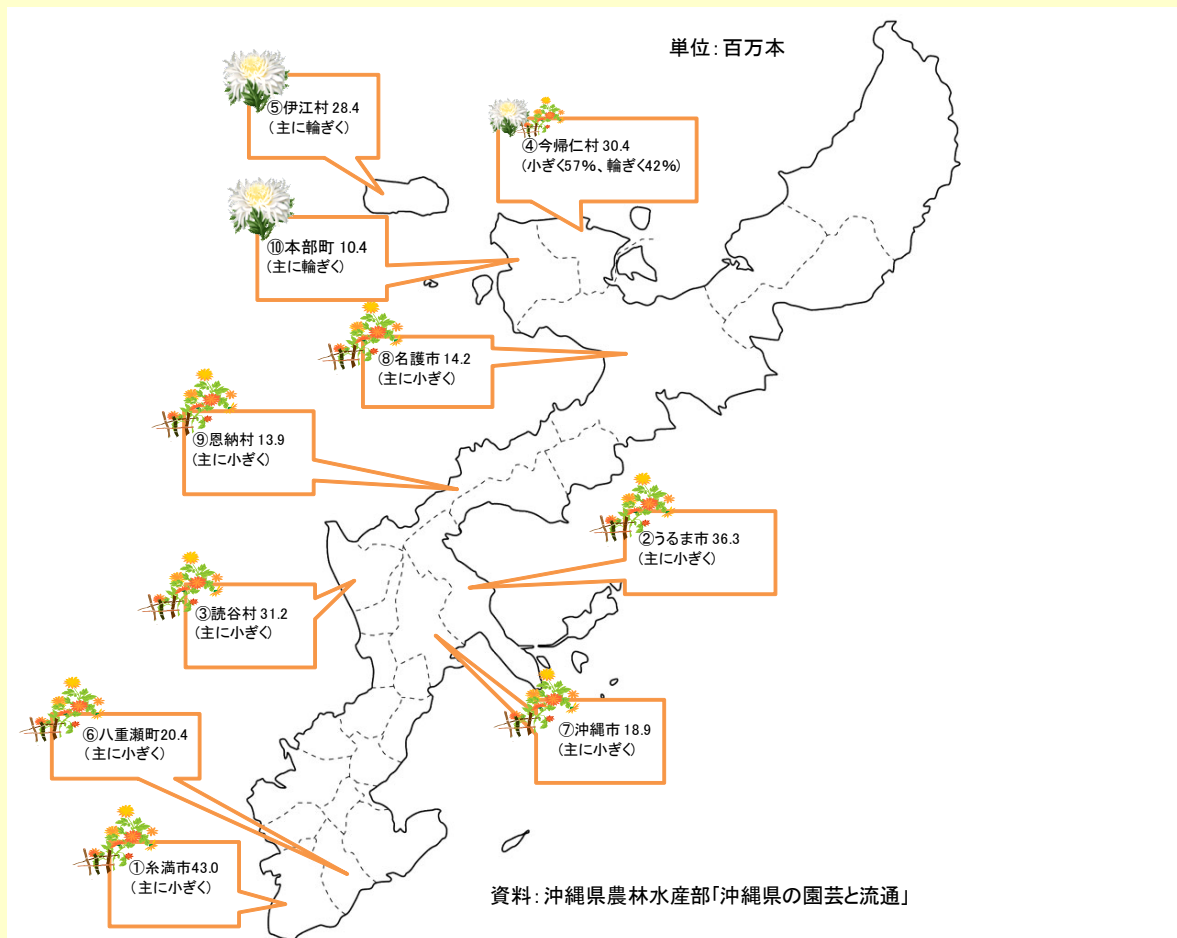 単位：百万本
⑤伊江村 28.4
（主に輪ぎく）
④今帰仁村 30.4
（小ぎく57％、輪ぎく42％）
⑩本部町 10.4
（主に輪ぎく）
⑧名護市 14.2
（主に小ぎく）
⑨恩納村 13.9
（主に小ぎく）
②うるま市 36.3
（主に小ぎく）
③読谷村 31.2
（主に小ぎく）
⑦沖縄市 18.9
（主に小ぎく）
⑥八重瀬町20.4
（主に小ぎく）
①糸満市43.0
（主に小ぎく）
資料：沖縄県農林水産部「沖縄県の園芸と流通」